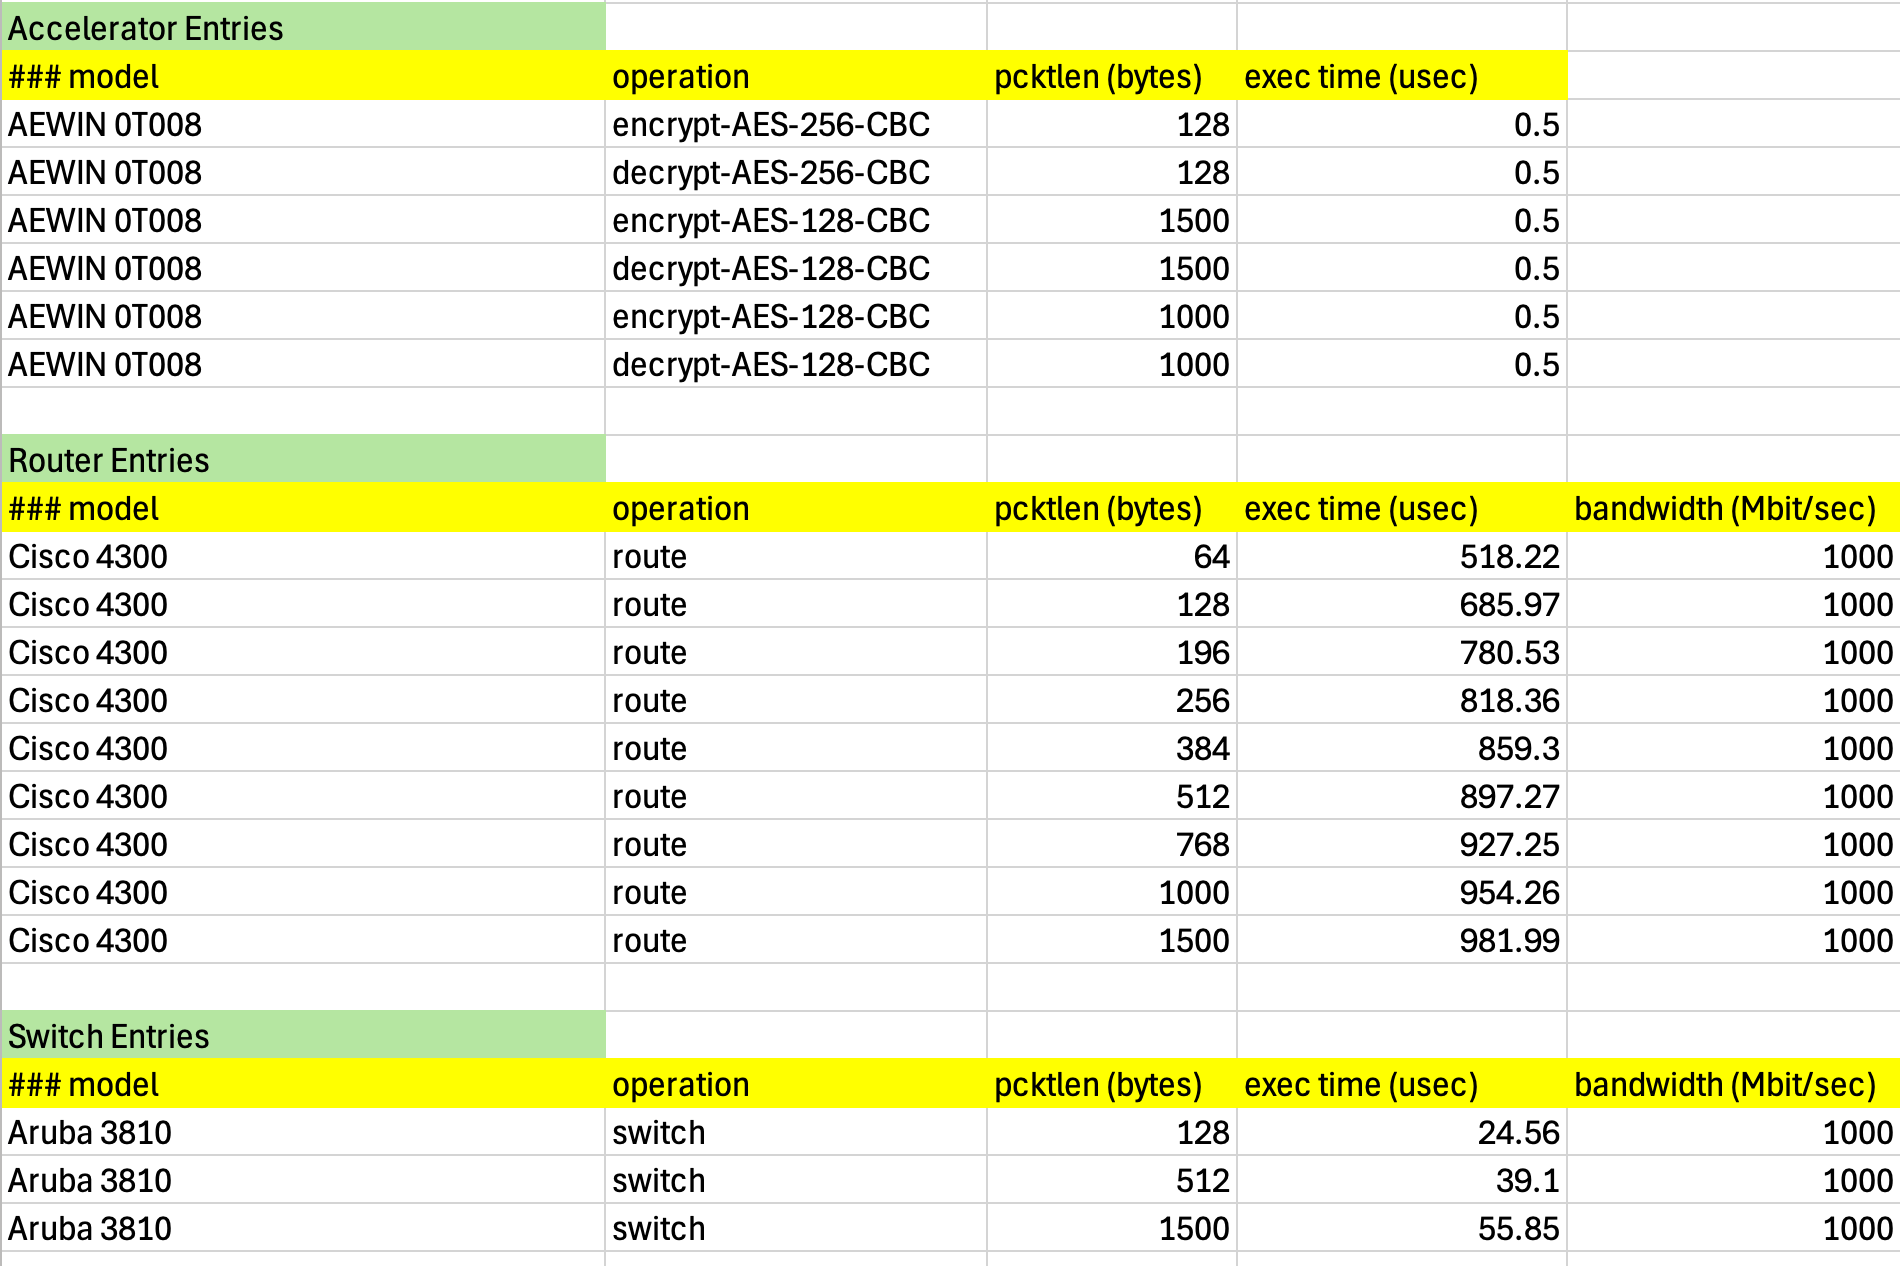 Accelerator Entries
### model operation pcktlen (bytes) exec time (usec)
AEWIN 0T008 encrypt-AES-256-CBC 128 0.5
AEWIN 0T008 decrypt-AES-256-CBC 128 0.5
AEWIN 0T008 encrypt-AES-128-CBC 1500 0.5
AEWIN 0T008 decrypt-AES-128-CBC 1500 0.5
AEWIN 0T008 encrypt-AES-128-CBC 1000 0.5
AEWIN 0T008 decrypt-AES-128-CBC 1000 0.5
Router Entries
### model operation pcktlen (bytes) exec time (usec) bandwidth (Mbit/sec)
Cisco 4300 route 64 518.22 1000
Cisco 4300 route 128 685.97 1000
Cisco 4300 route 196 780.53 1000
Cisco 4300 route 256 818.36 1000
Cisco 4300 route 384 859.3 1000
Cisco 4300 route 512 897.27 1000
Cisco 4300 route 768 927.25 1000
Cisco 4300 route 1000 954.26 1000
Cisco 4300 route 1500 981.99 1000
Switch Entries
### model operation pcktlen (bytes) exec time (usec) bandwidth (Mbit/sec)
Aruba 3810 switch 128 24.56 1000
Aruba 3810 switch 512 39.1 1000
Aruba 3810 switch 1500 55.85 1000